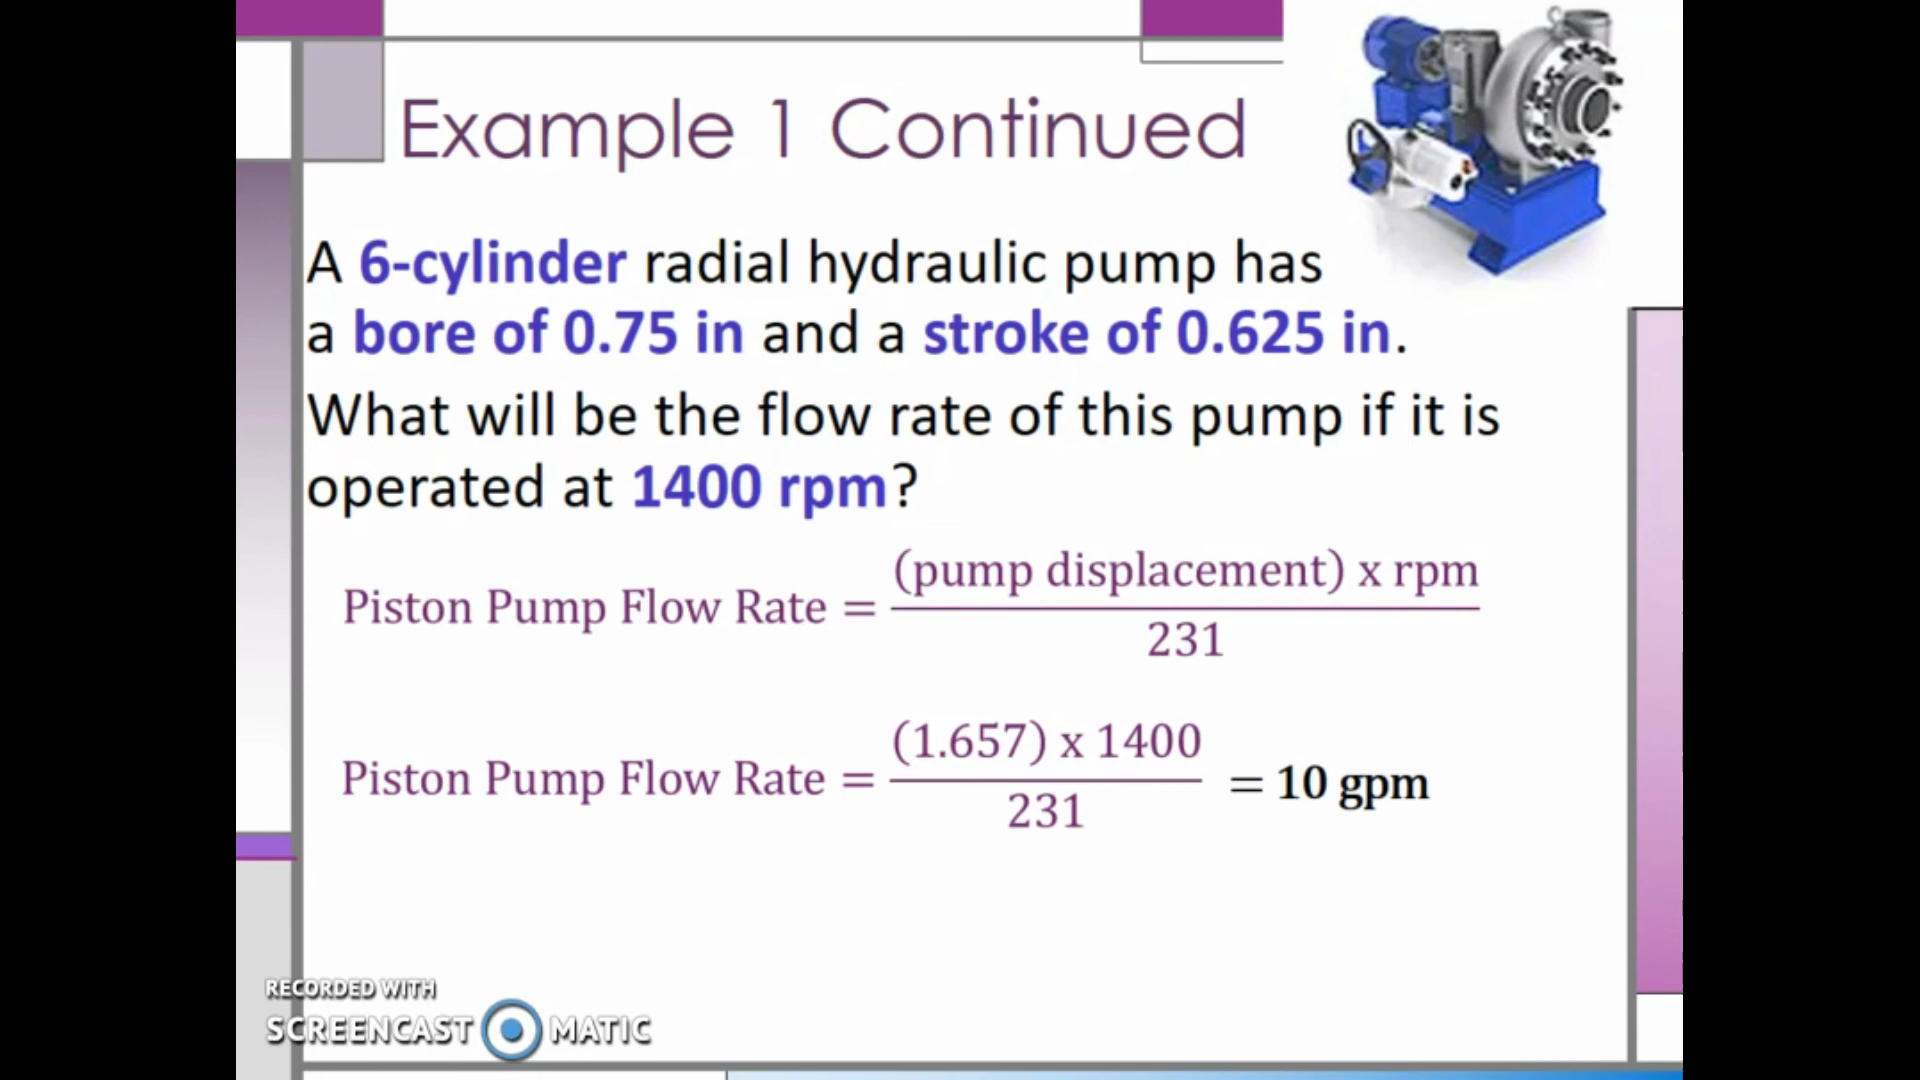 Example 1 Continued
A 6-cylinder radial hydraulic pump has
a bore of 0.75 in and a stroke of 0.625 in.
What will be the flow rate of this pump if it is
operated at 1400 rpm?
Piston Pump Flow Rate = (pump displacement) x rpm / 231
Piston Pump Flow Rate = (1.657) x 1400 / 231 = 10 gpm
RECORDED WITH
SCREENCAST MATIC